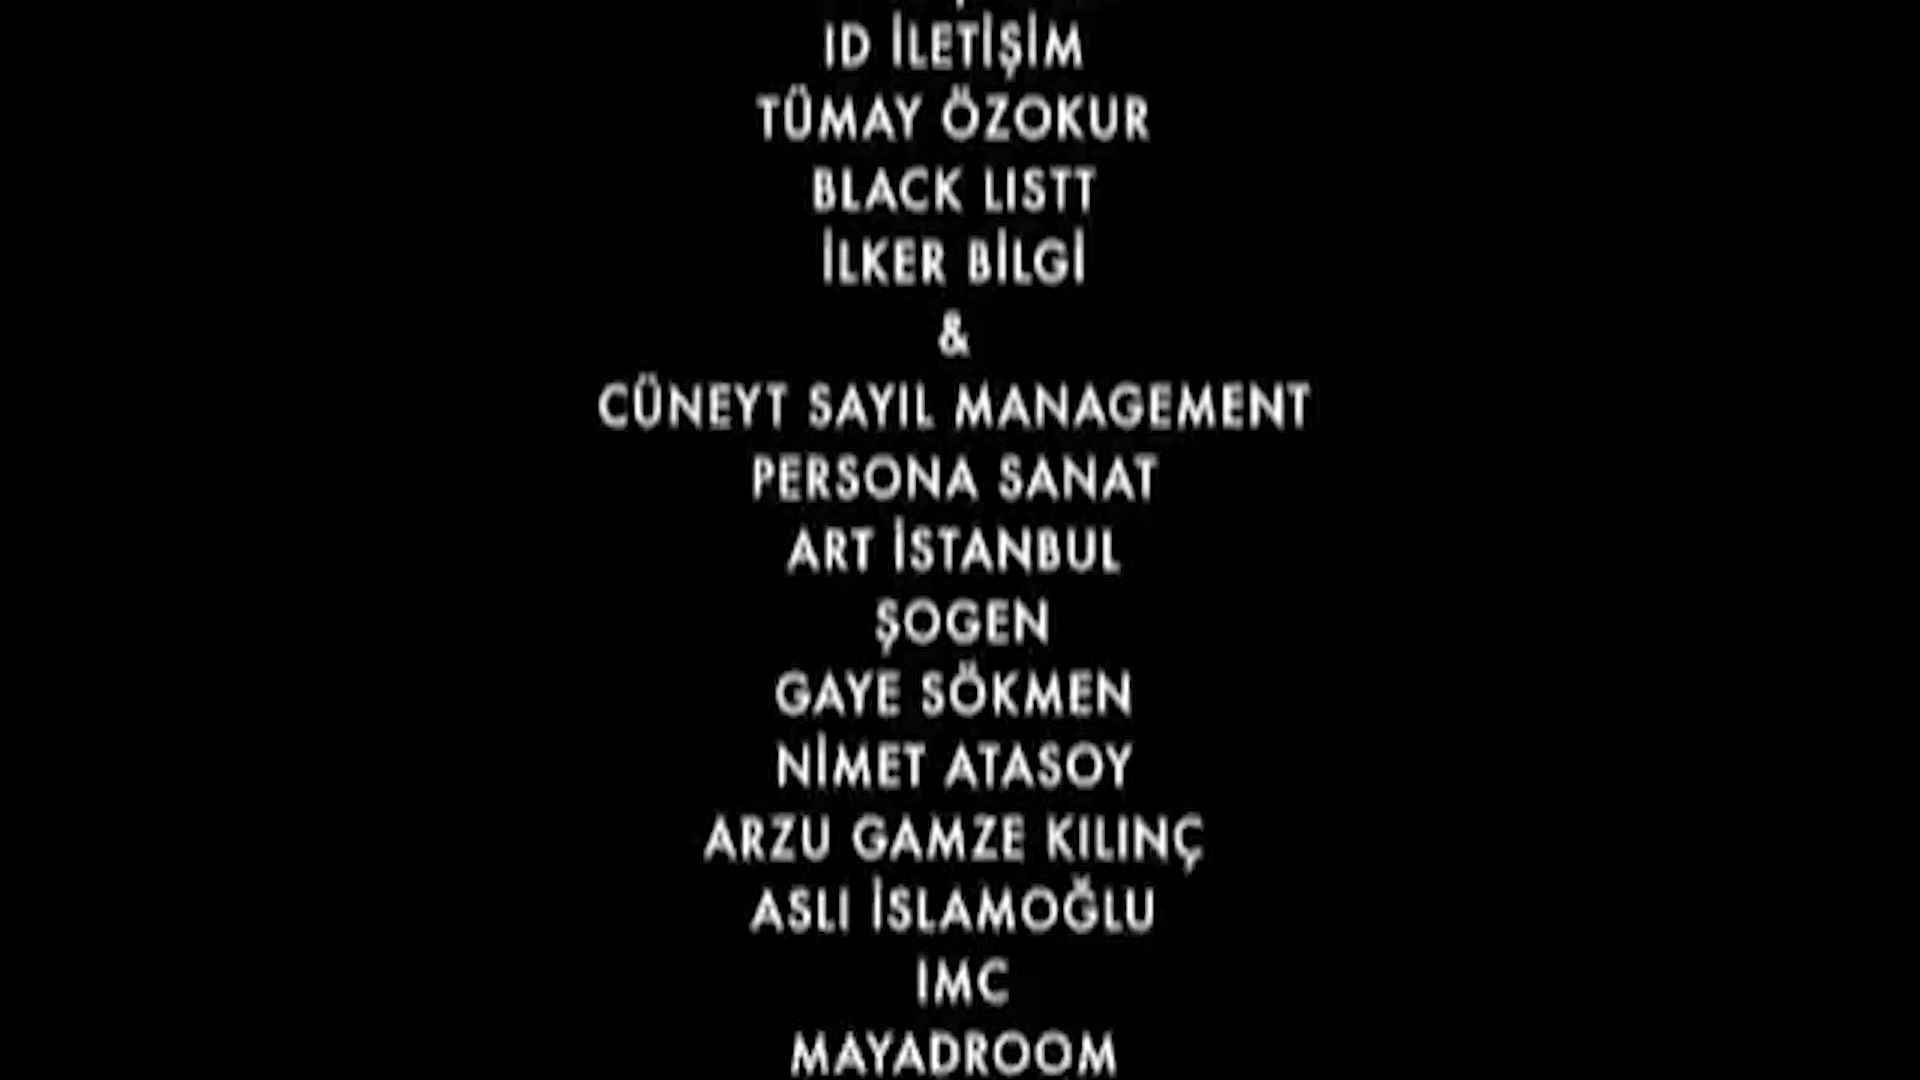 ID İLETİŞİM
TÜMAY ÖZOKUR
BLACK LISTT
İLKER BİLGİ
&
CÜNEYT SAYIL MANAGEMENT
PERSONA SANAT
ART İSTANBUL
ŞOGEN
GAYE SÖKMEN
NİMET ATASOY
ARZU GAMZE KILINÇ
ASLI İSLAMOĞLU
IMC
MAYADROOM